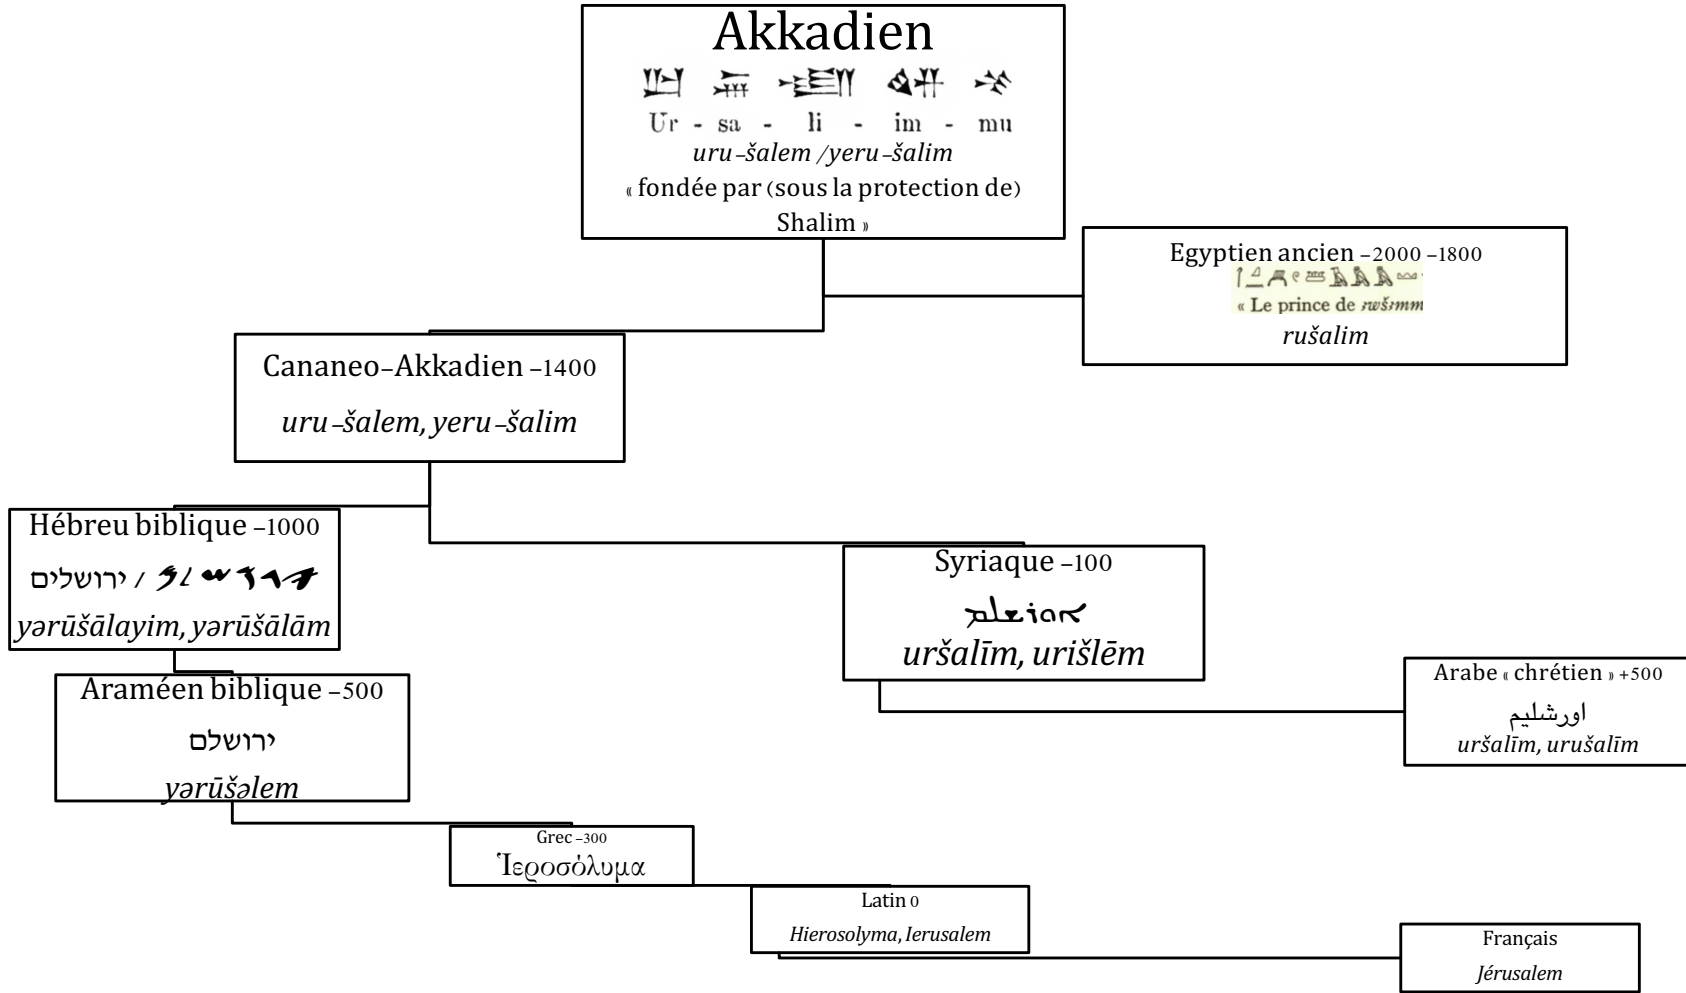 Akkadien
Ur - sa - li - im - mu
uru–šalem /yeru–šalim
« fondée par (sous la protection de)
Shalim »
Egyptien ancien –2000 –1800
« Le prince de
rušalim
Cananeo–Akkadien –1400
uru–šalem, yeru–šalim
Hébreu biblique –1000
ירושלים /
yərūšālayim, yərūšālām
Syriaque –100
ܐܘܪܫܠܡ
uršalīm, urišlēm
Araméen biblique –500
ירושלם
yərūšəlem
Arabe « chrétien » +500
اورشليم
uršalīm, urušalīm
Grec –300
Ἱεροσόλυμα
Latin 0
Hierosolyma, Ierusalem
Français
Jérusalem